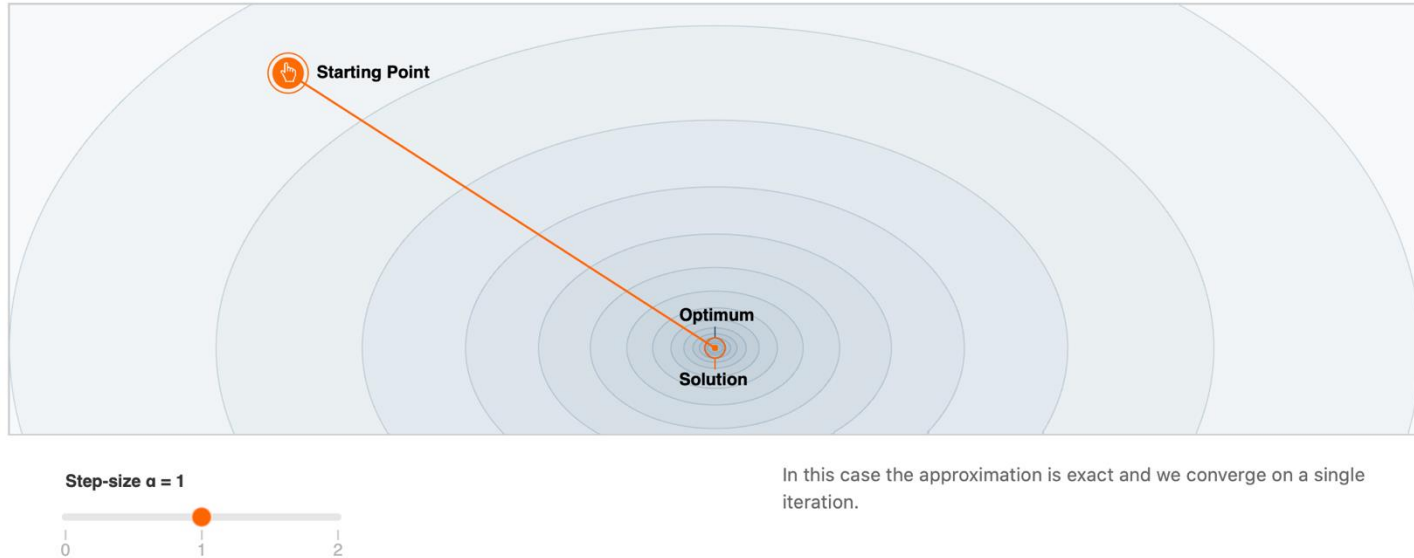 Starting Point
Optimum
Solution
Step-size α = 1
0 1 2
In this case the approximation is exact and we converge on a single
iteration.